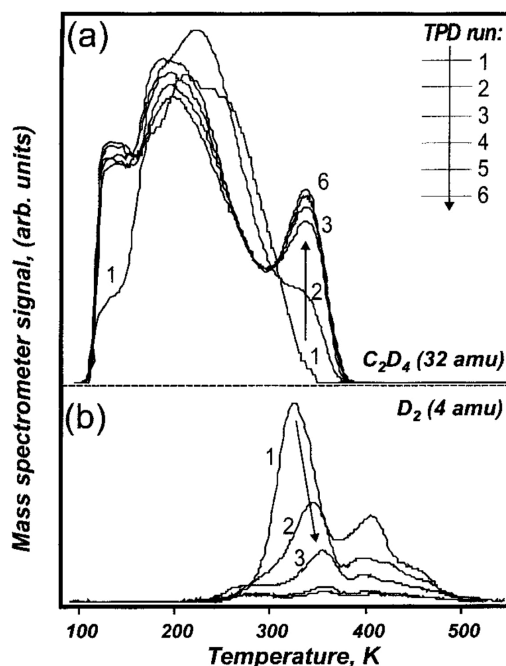 (a)
TPD run:
1
2
3
4
5
6
6
3
2
1
1
C₂D₄ (32 amu)
(b)
D₂ (4 amu)
1
2
3
Mass spectrometer signal, (arb. units)
100 200 300 400 500
Temperature, K